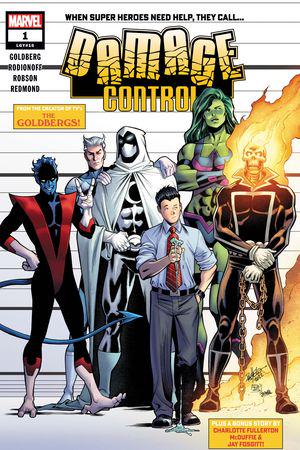 WHEN SUPER HEROES NEED HELP, THEY CALL...
MARVEL
1
LGY#16
GOLDBERG
RODIONOFF
ROBSON
REDMOND
DAMAGE
CONTROL
FROM THE CREATOR OF TV's
THE
GOLDBERGS!
PLUS A BONUS STORY BY
CHARLOTTE FULLERTON
McDUFFIE &
JAY FOSGITT!